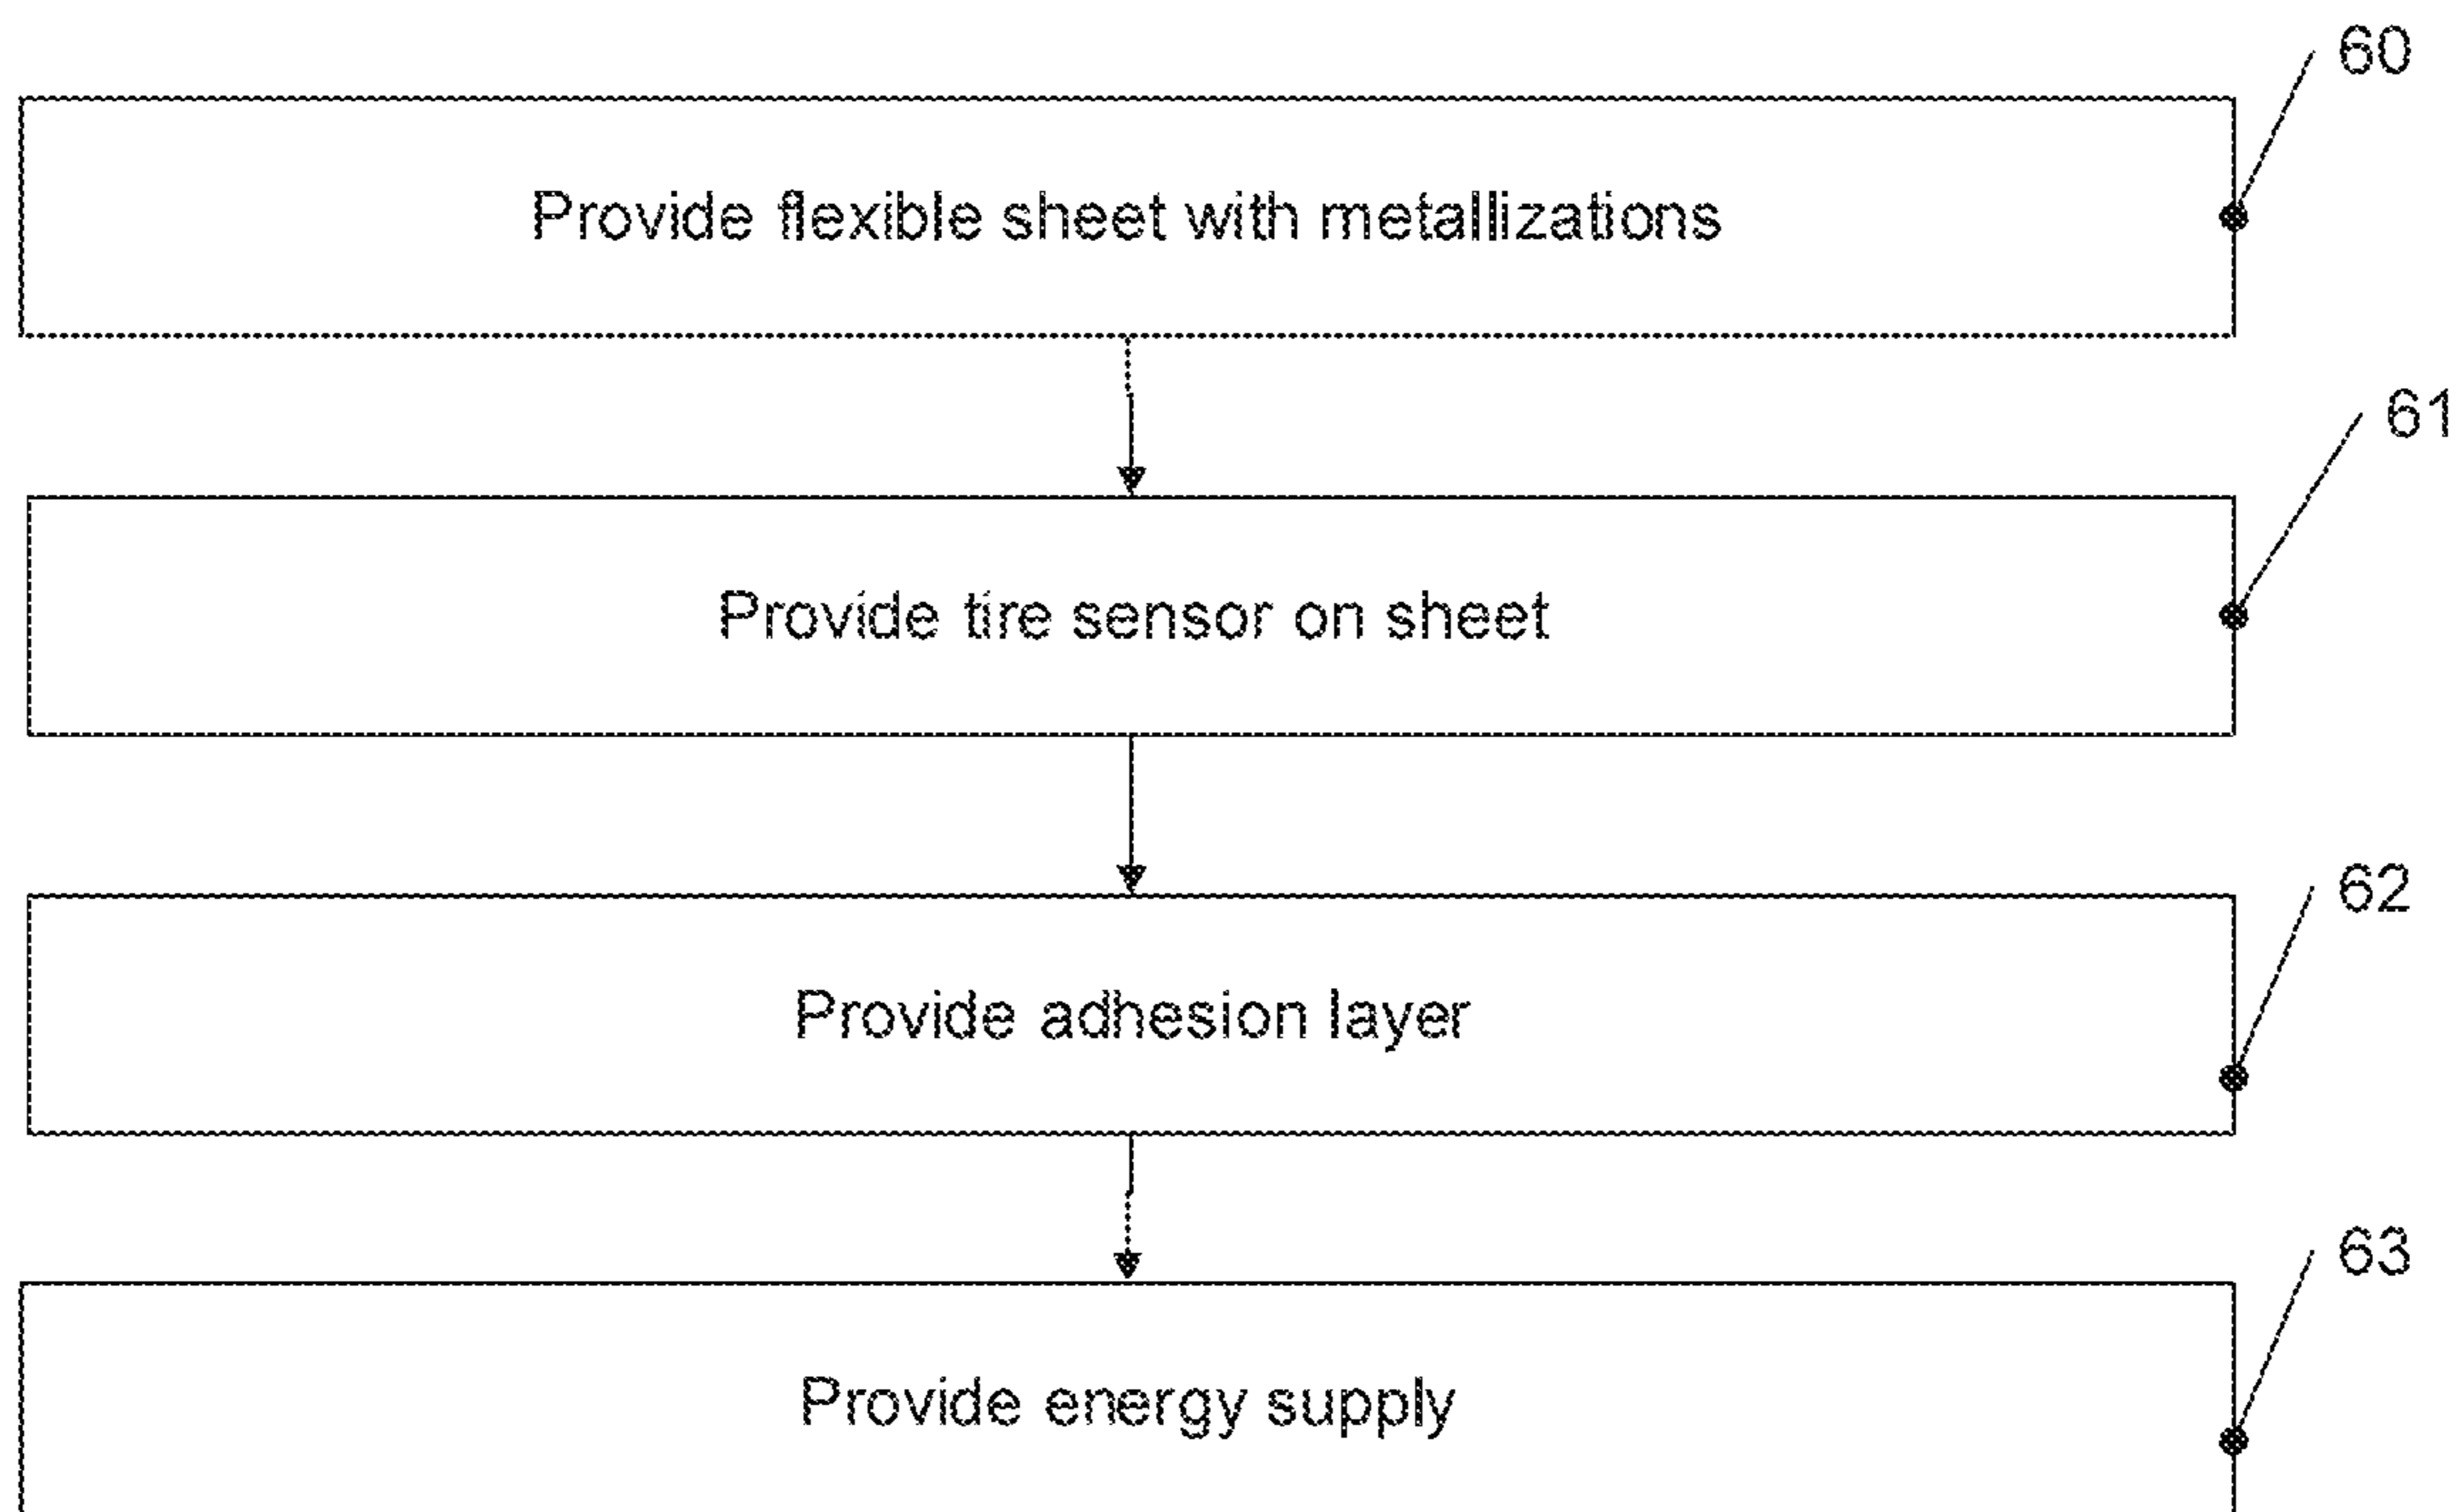 60
Provide flexible sheet with metallizations
61
Provide tire sensor on sheet
62
Provide adhesion layer
63
Provide energy supply